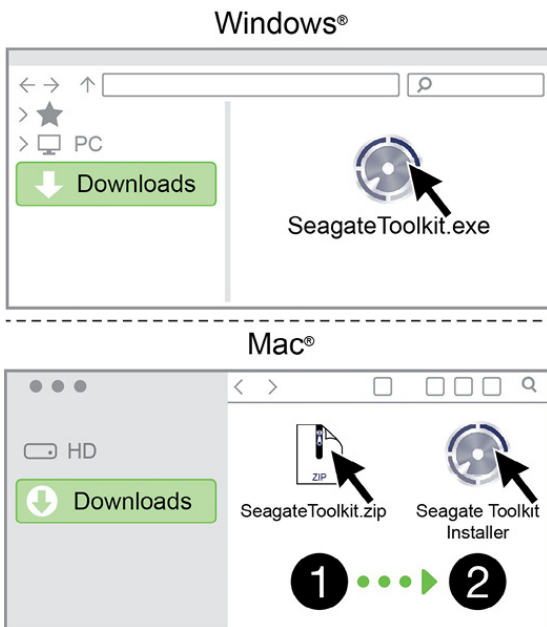 Windows®
PC
Downloads
SeagateToolkit.exe
Mac®
HD
Downloads
ZIP
SeagateToolkit.zip
Seagate Toolkit
Installer
1
2